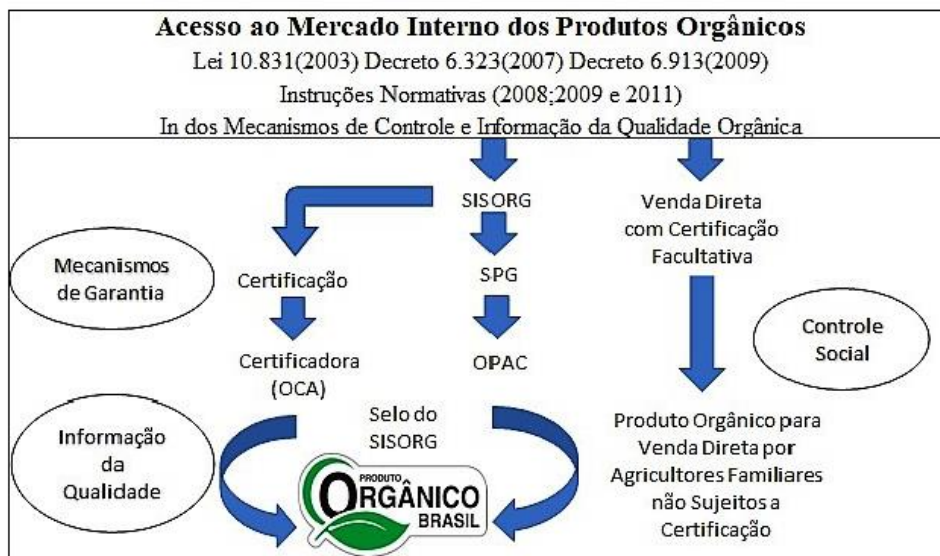 Acesso ao Mercado Interno dos Produtos Orgânicos
Lei 10.831(2003) Decreto 6.323(2007) Decreto 6.913(2009)
Instruções Normativas (2008;2009 e 2011)
In dos Mecanismos de Controle e Informação da Qualidade Orgânica
SISORG
Venda Direta
com Certificação
Facultativa
Mecanismos
de Garantia
Certificação
SPG
Controle
Social
Certificadora
(OCA)
OPAC
Informação
da
Qualidade
Selo do
SISORG
Produto Orgânico para
Venda Direta por
Agricultores Familiares
não Sujeitos a
Certificação
PRODUTO
ORGÂNICO
BRASIL